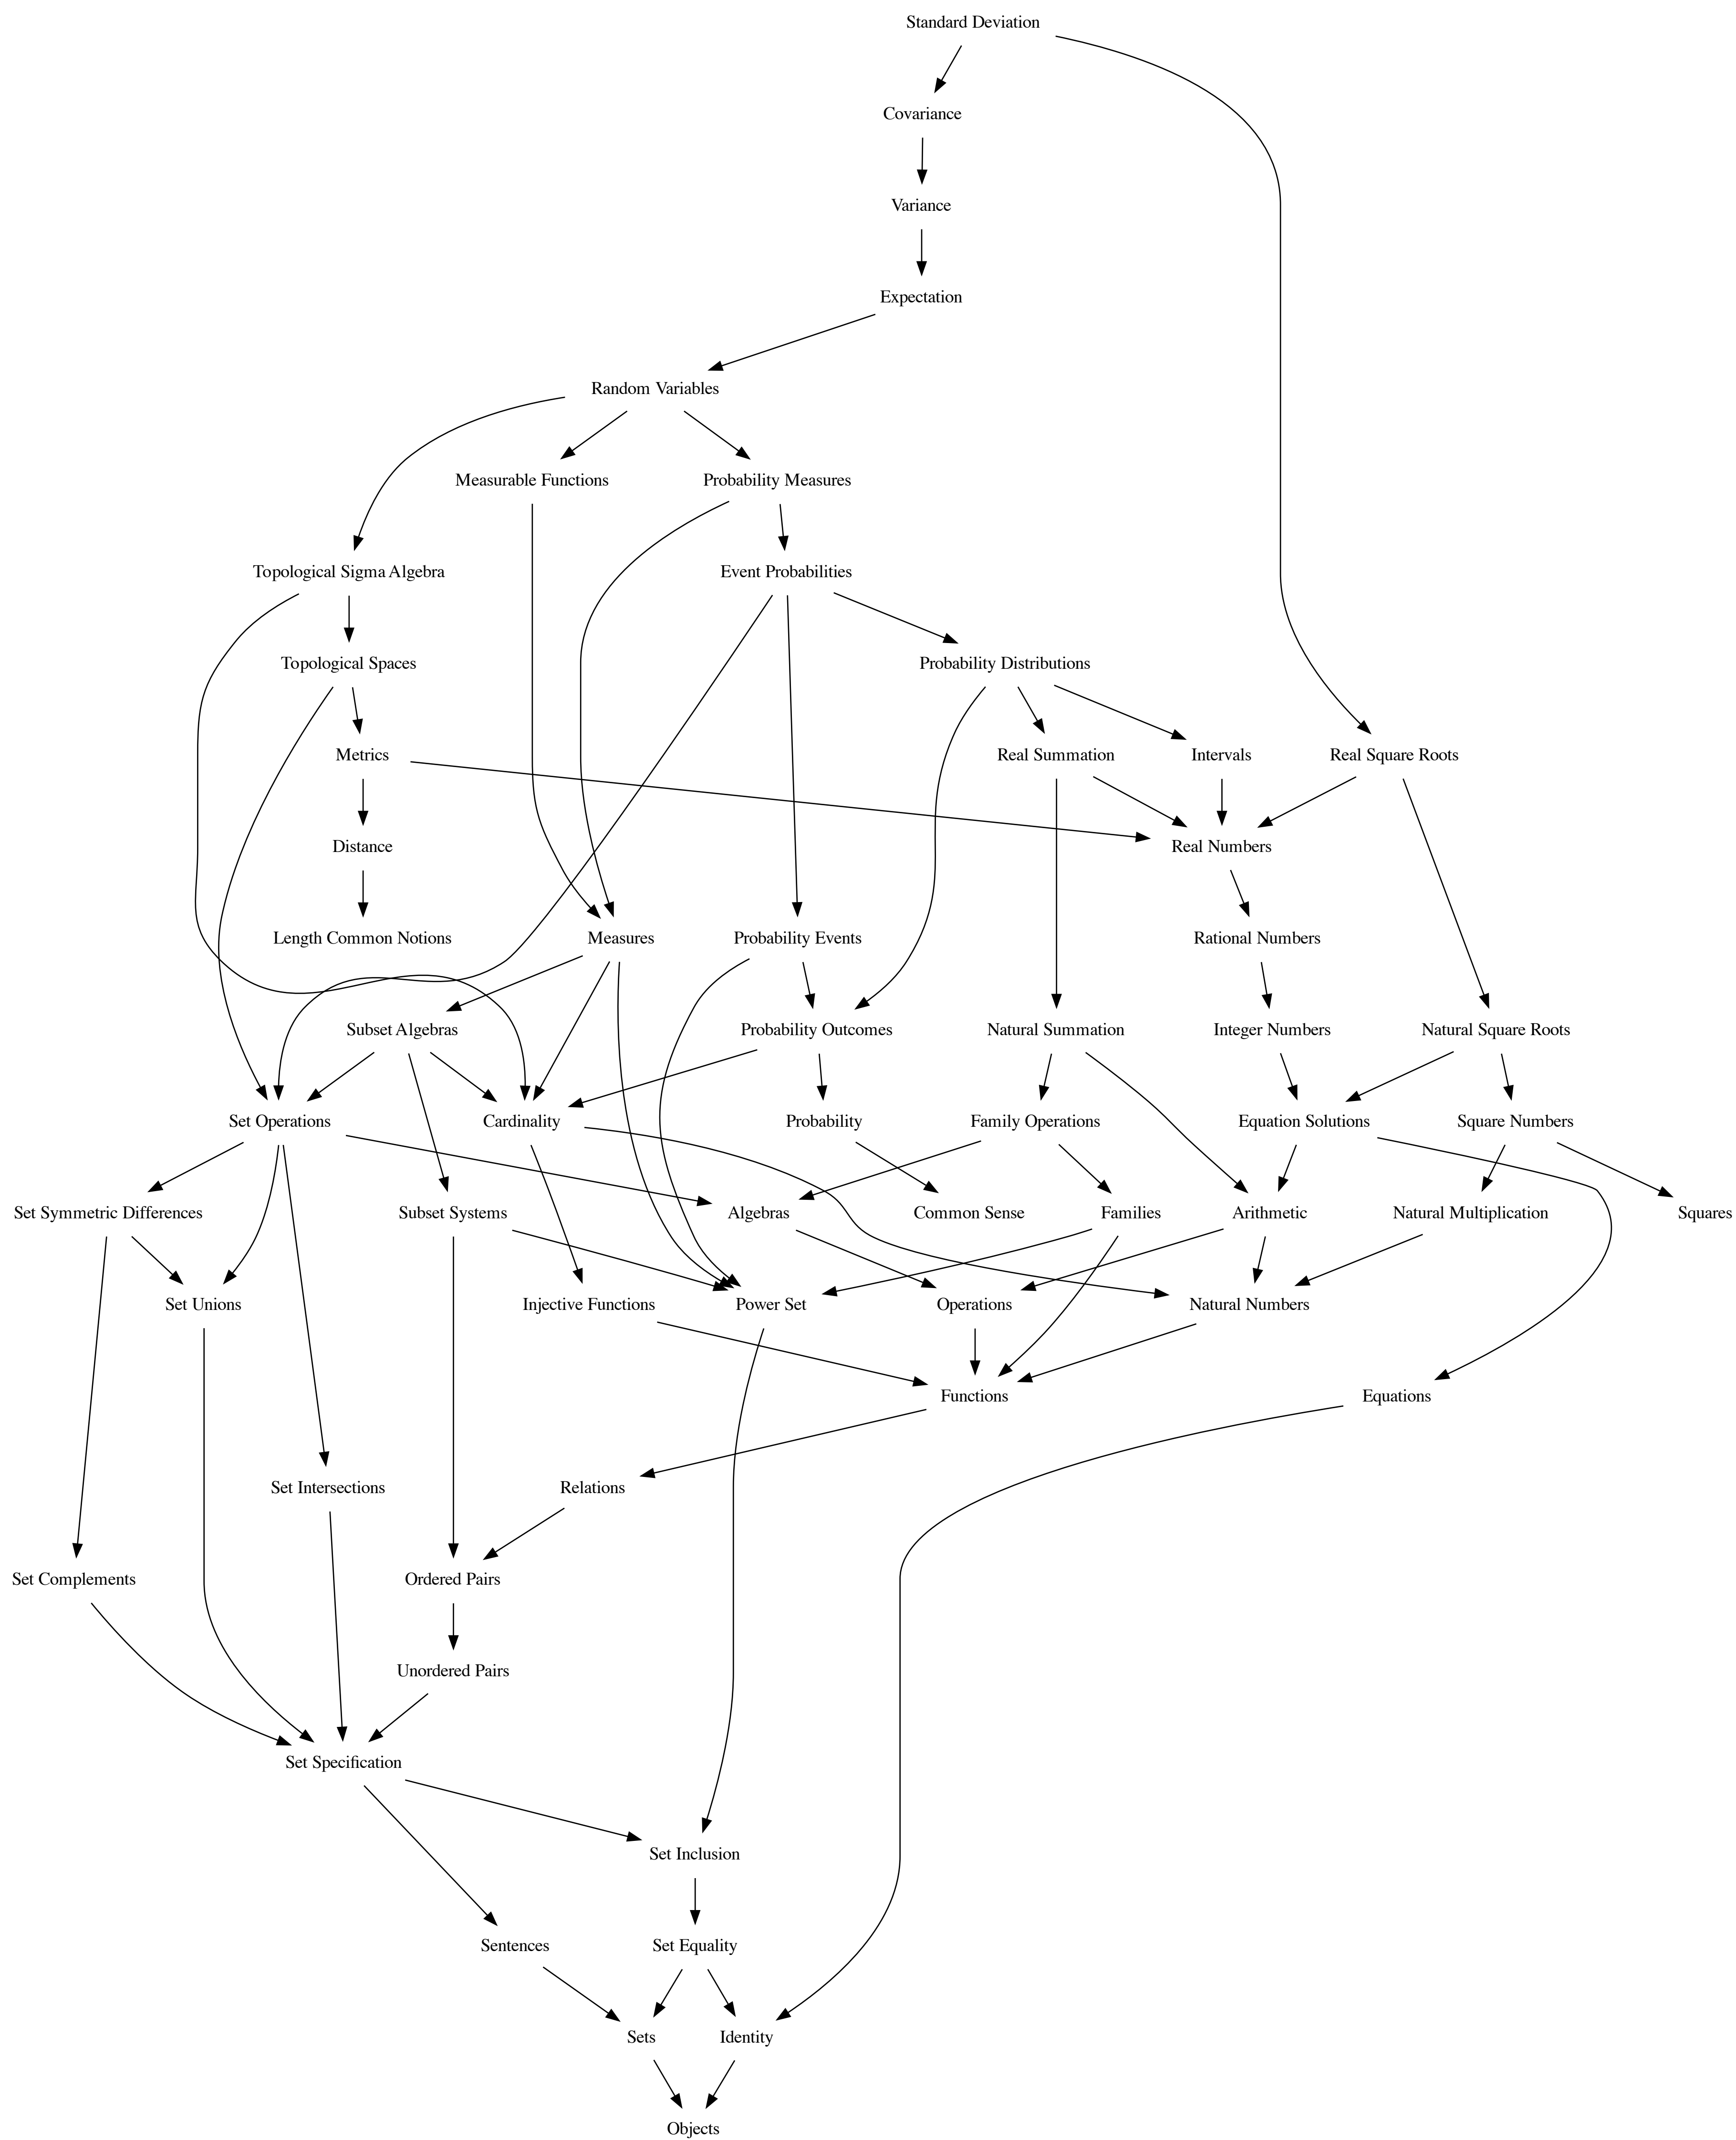 Standard Deviation
Covariance
Variance
Expectation
Random Variables
Measurable Functions
Probability Measures
Topological Sigma Algebra
Event Probabilities
Topological Spaces
Probability Distributions
Metrics
Real Summation
Intervals
Real Square Roots
Distance
Real Numbers
Length Common Notions
Measures
Probability Events
Rational Numbers
Subset Algebras
Probability Outcomes
Natural Summation
Integer Numbers
Natural Square Roots
Set Operations
Cardinality
Probability
Family Operations
Equation Solutions
Square Numbers
Set Symmetric Differences
Subset Systems
Algebras
Common Sense
Families
Arithmetic
Natural Multiplication
Squares
Set Unions
Injective Functions
Power Set
Operations
Natural Numbers
Functions
Equations
Set Intersections
Relations
Set Complements
Ordered Pairs
Unordered Pairs
Set Specification
Set Inclusion
Sentences
Set Equality
Sets
Identity
Objects